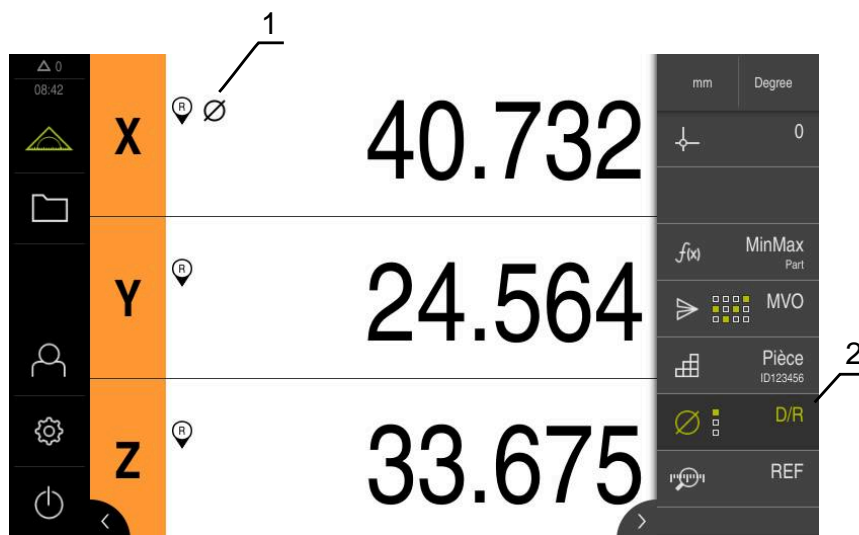 1
0
08:42
X
R
40.732
mm
Degree
0
Y
R
24.564
f(x)
MinMax
Part
MVO
Pièce
ID123456
2
D/R
Z
R
33.675
REF